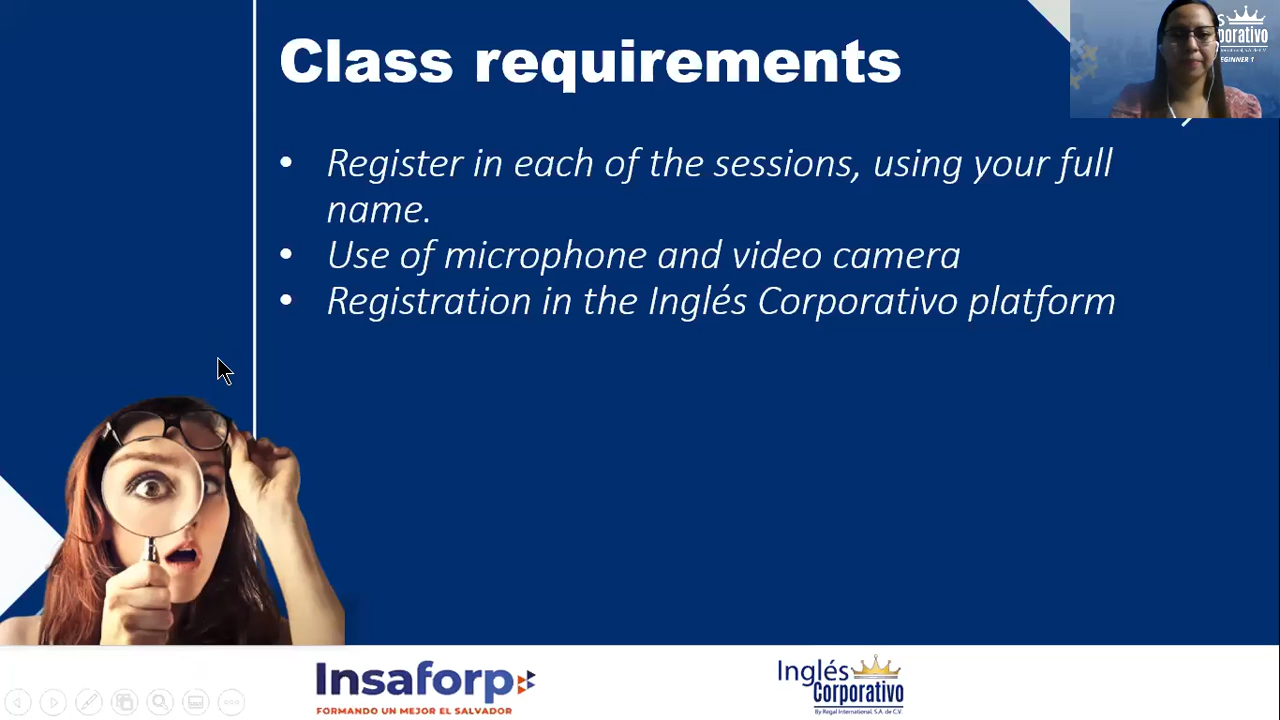 Class requirements
• Register in each of the sessions, using your full
name.
• Use of microphone and video camera
• Registration in the Inglés Corporativo platform
Insaforp
FORMANDO UN MEJOR EL SALVADOR
Inglés
Corporativo
By Regal International, S.A. de C.V.